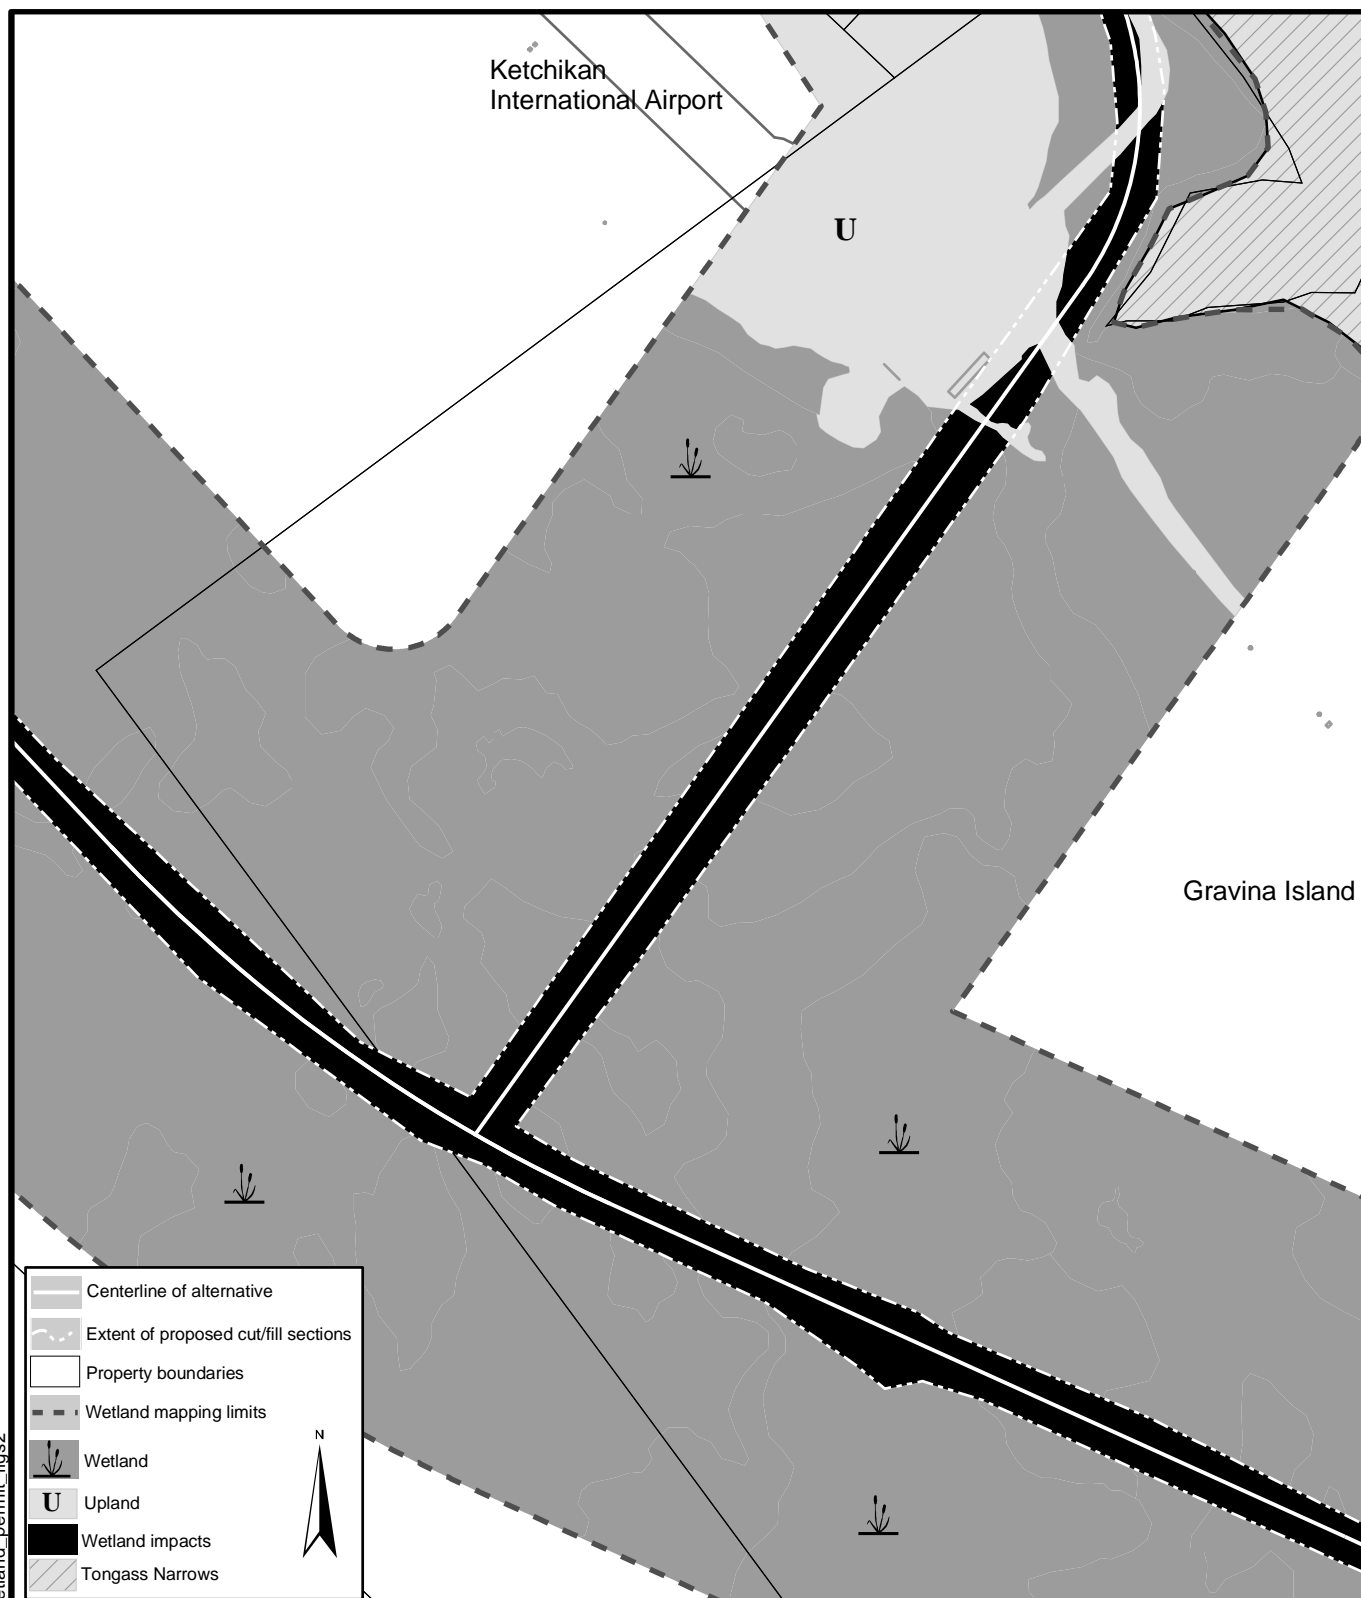 Ketchikan
International Airport
U
Gravina Island
Centerline of alternative
Extent of proposed cut/fill sections
Property boundaries
Wetland mapping limits
N
Wetland
U Upland
Wetland impacts
Tongass Narrows